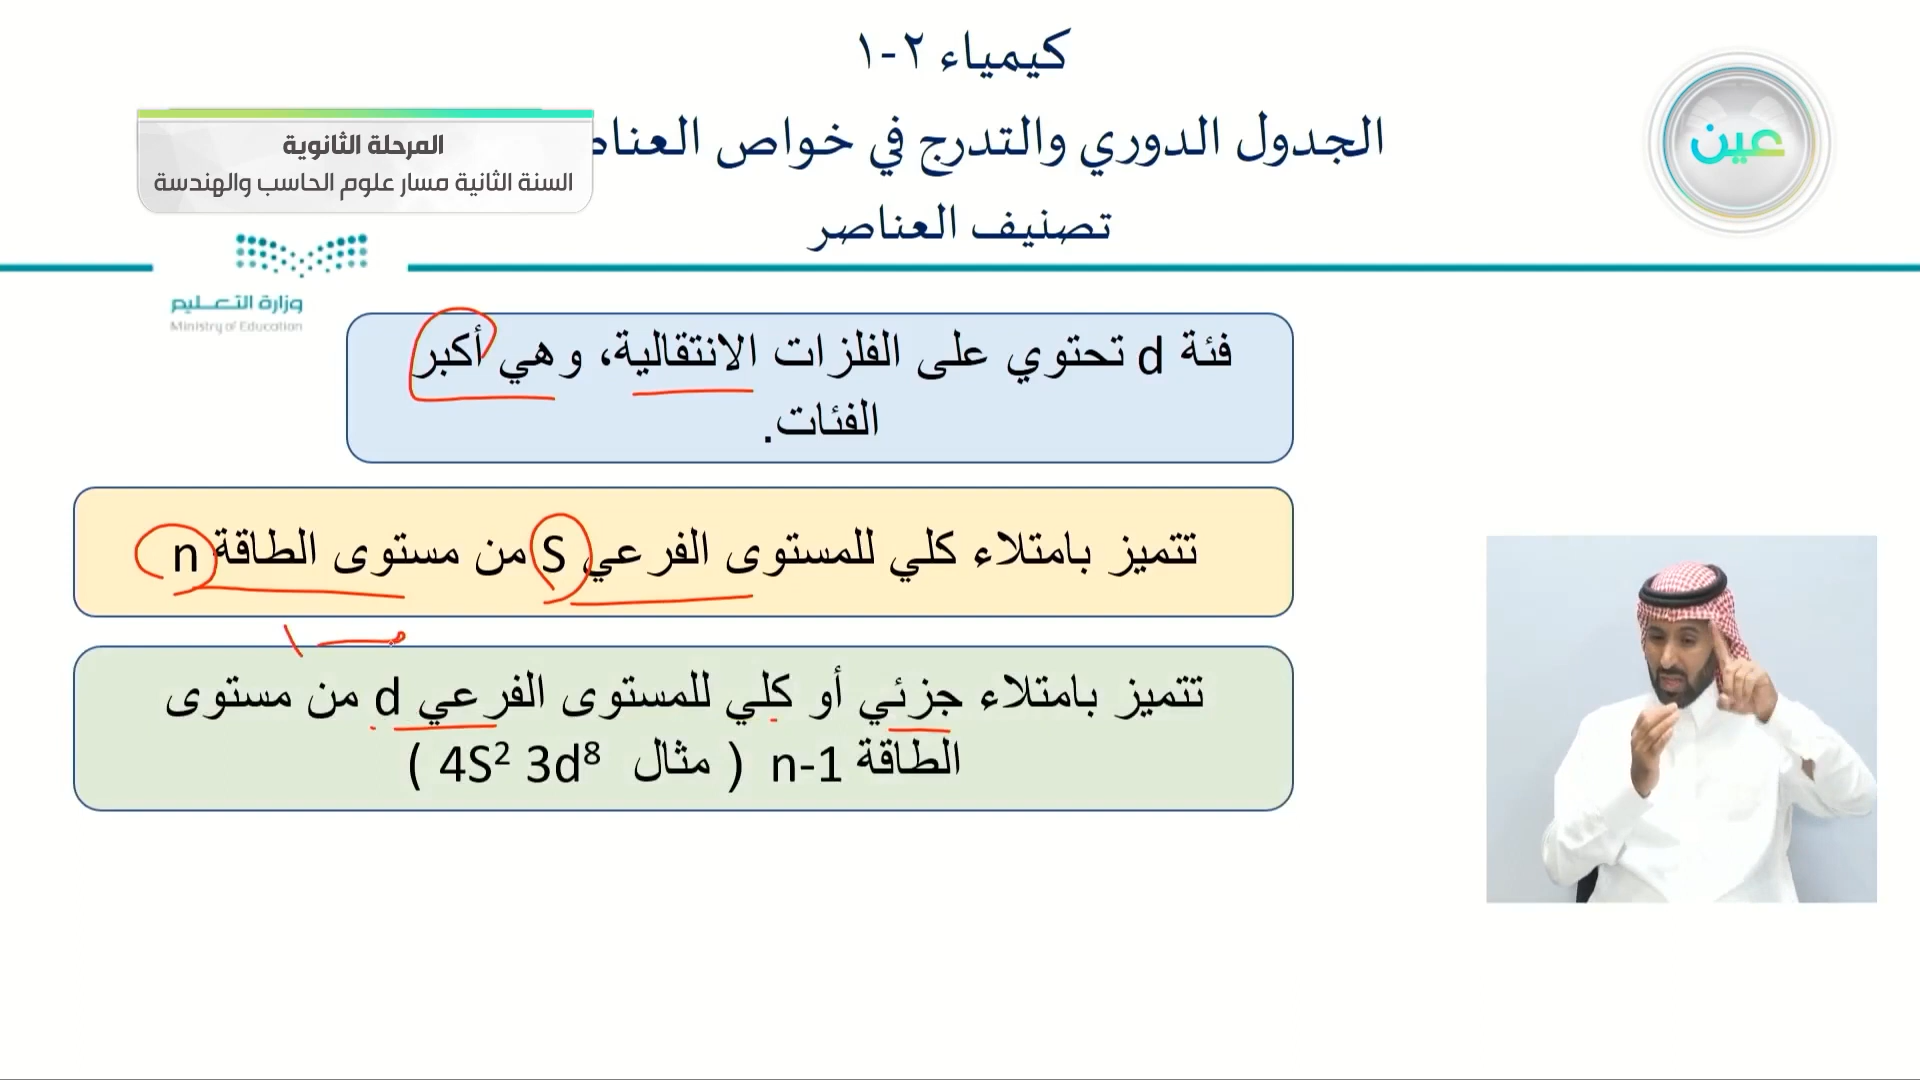 كيمياء ٢-١
الجدول الدوري والتدرج في خواص العناص
تصنيف العناصر
عين
المرحلة الثانوية
السنة الثانية مسار علوم الحاسب والهندسة
وزارة التعليم
Ministry of Education
فئة d تحتوي على الفلزات الانتقالية، وهي أكبر
الفئات.
تتميز بامتلاء كلي للمستوى الفرعي S من مستوى الطاقة n
تتميز بامتلاء جزئي أو كلي للمستوى الفرعي d من مستوى
الطاقة n-1 ( مثال 4S² 3d⁸ )